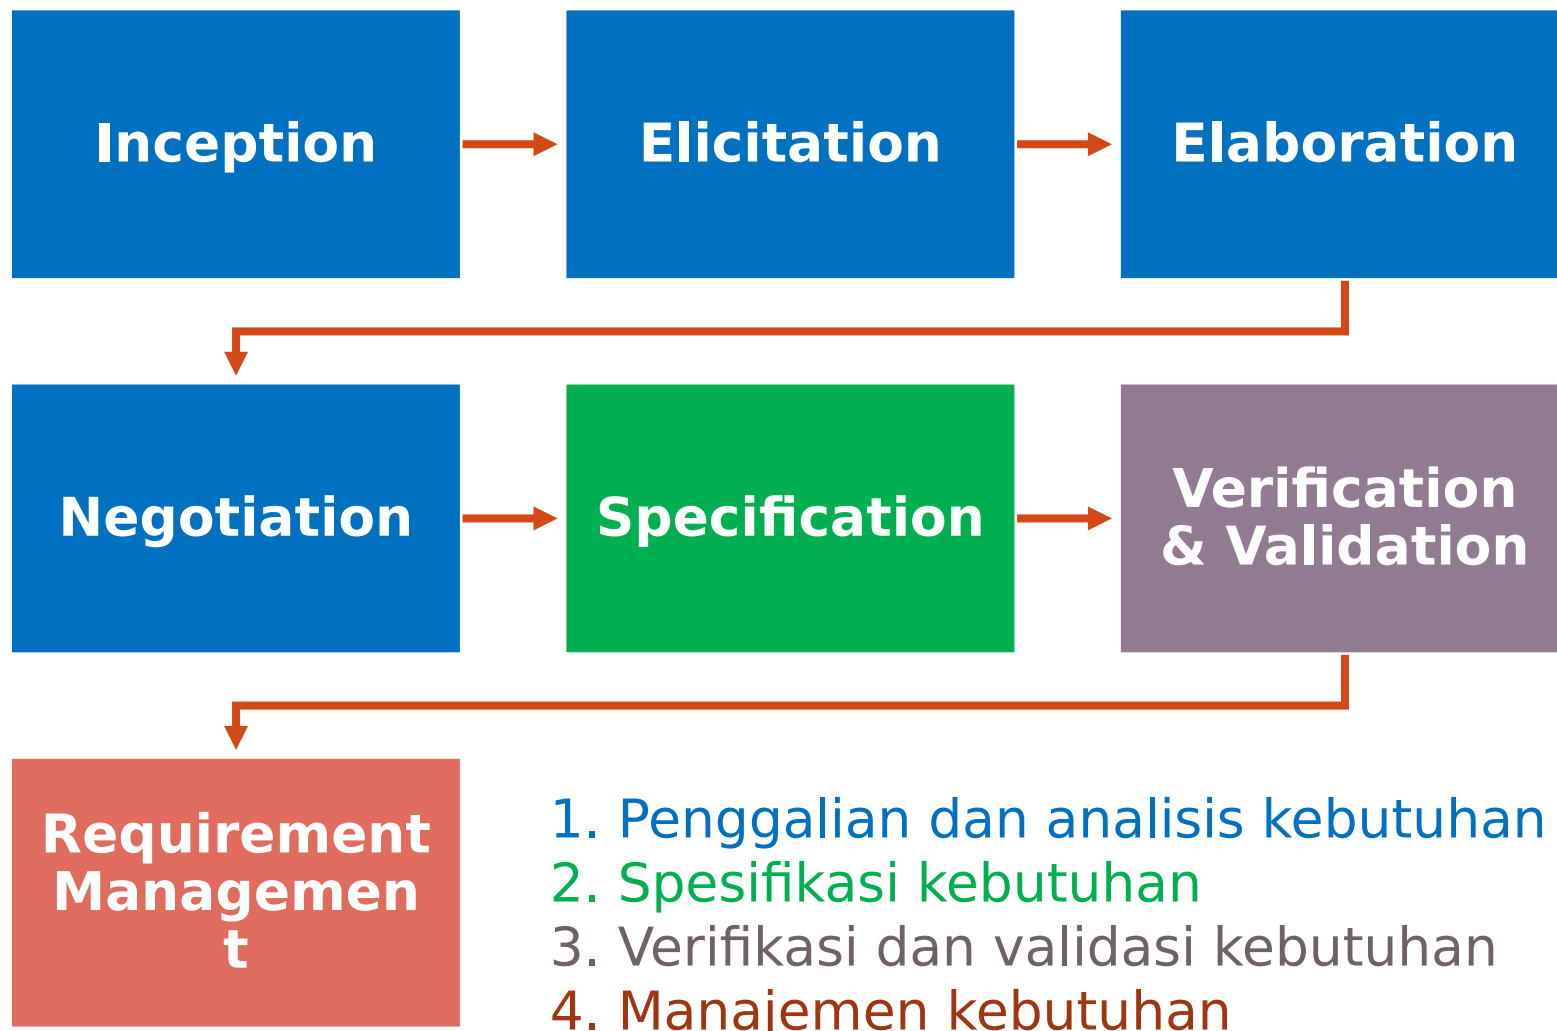 Inception
Elicitation
Elaboration
Negotiation
Specification
Verification
& Validation
Requirement
Managemen
t
1. Penggalian dan analisis kebutuhan
2. Spesifikasi kebutuhan
3. Verifikasi dan validasi kebutuhan
4. Manajemen kebutuhan